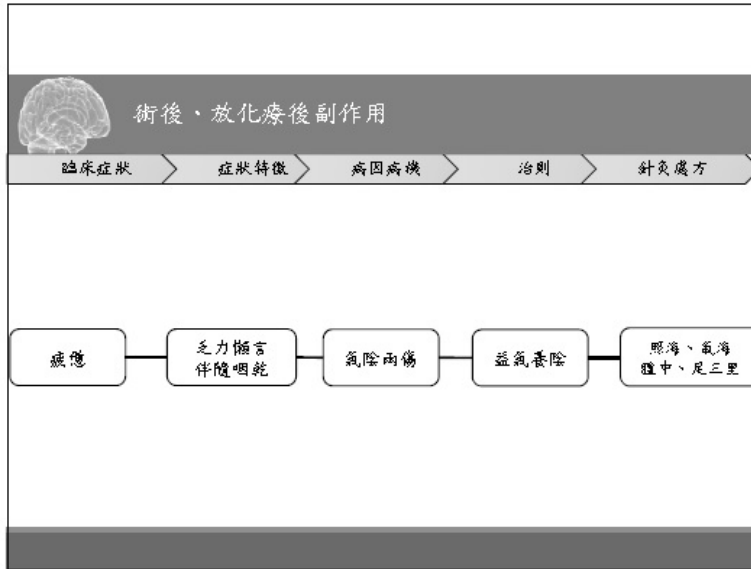 術後、放化療後副作用
臨床症狀
症狀特徵
病因病機
治則
針灸處方
疲憊
乏力懶言
伴隨咽乾
氣陰兩傷
益氣養陰
照海、氣海
膻中、足三里